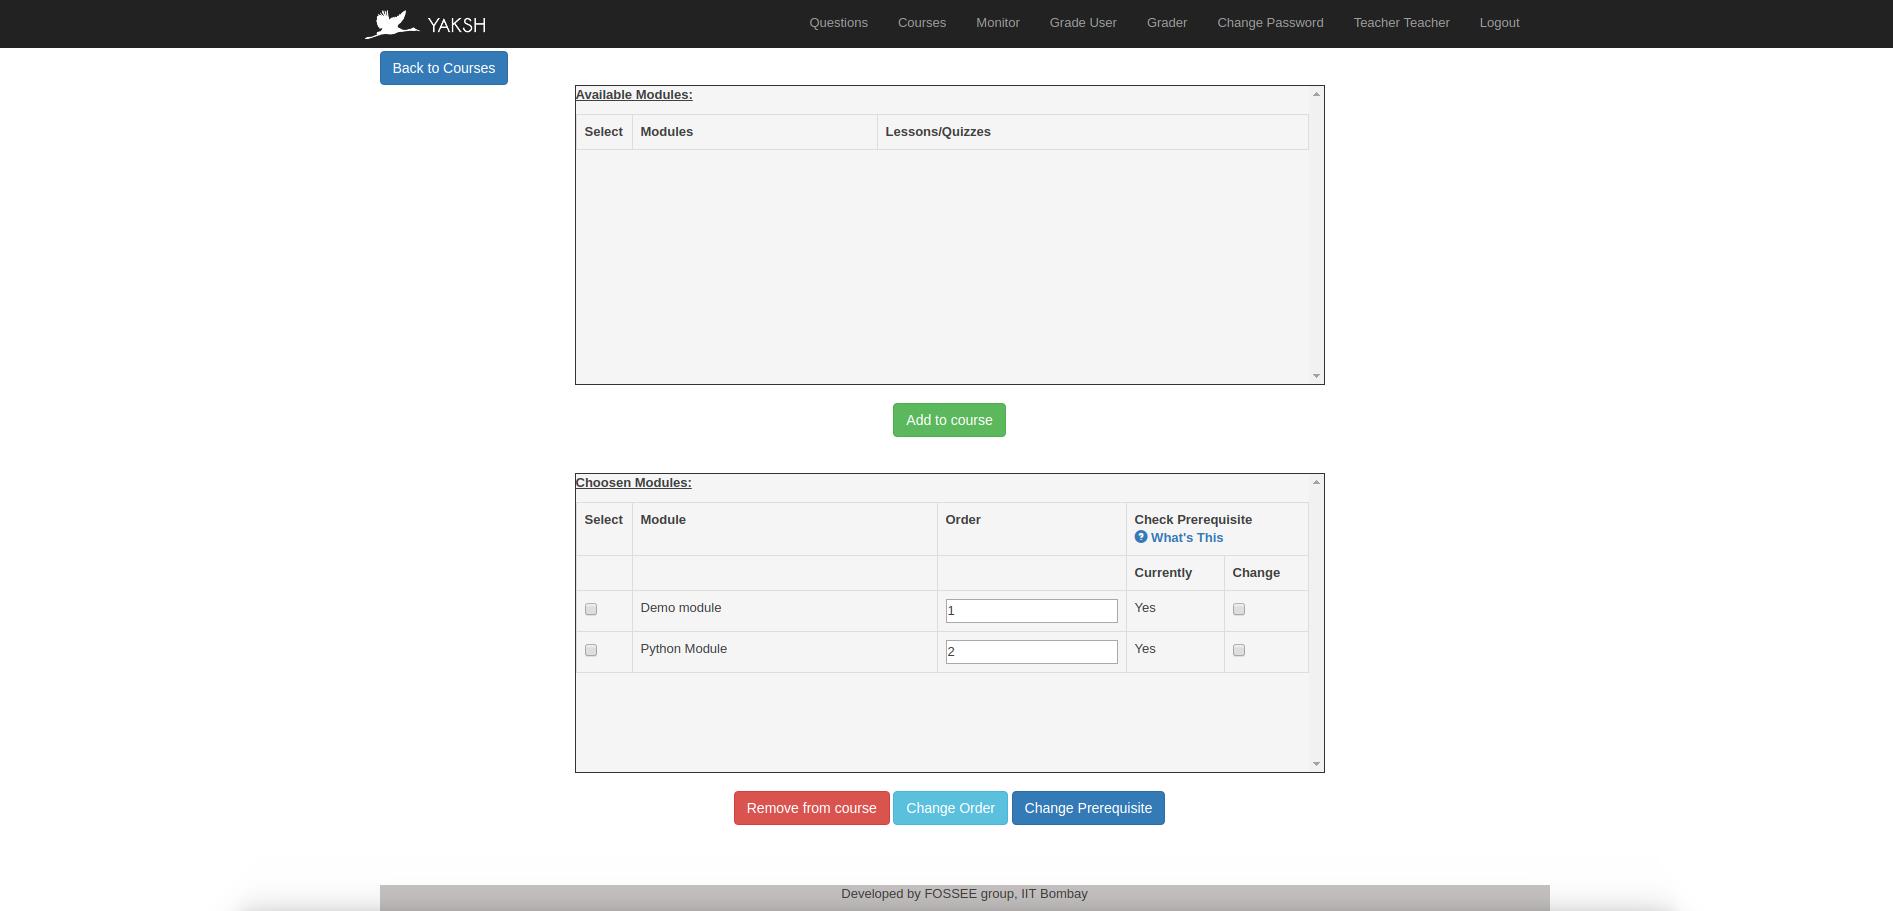 YAKSH Questions Courses Monitor Grade User Grader Change Password Teacher Teacher Logout
Back to Courses
Available Modules:
Select Modules Lessons/Quizzes
Add to course
Choosen Modules:
Select Module Order Check Prerequisite
What's This
Currently Change
Demo module 1 Yes
Python Module 2 Yes
Remove from course Change Order Change Prerequisite
Developed by FOSSEE group, IIT Bombay